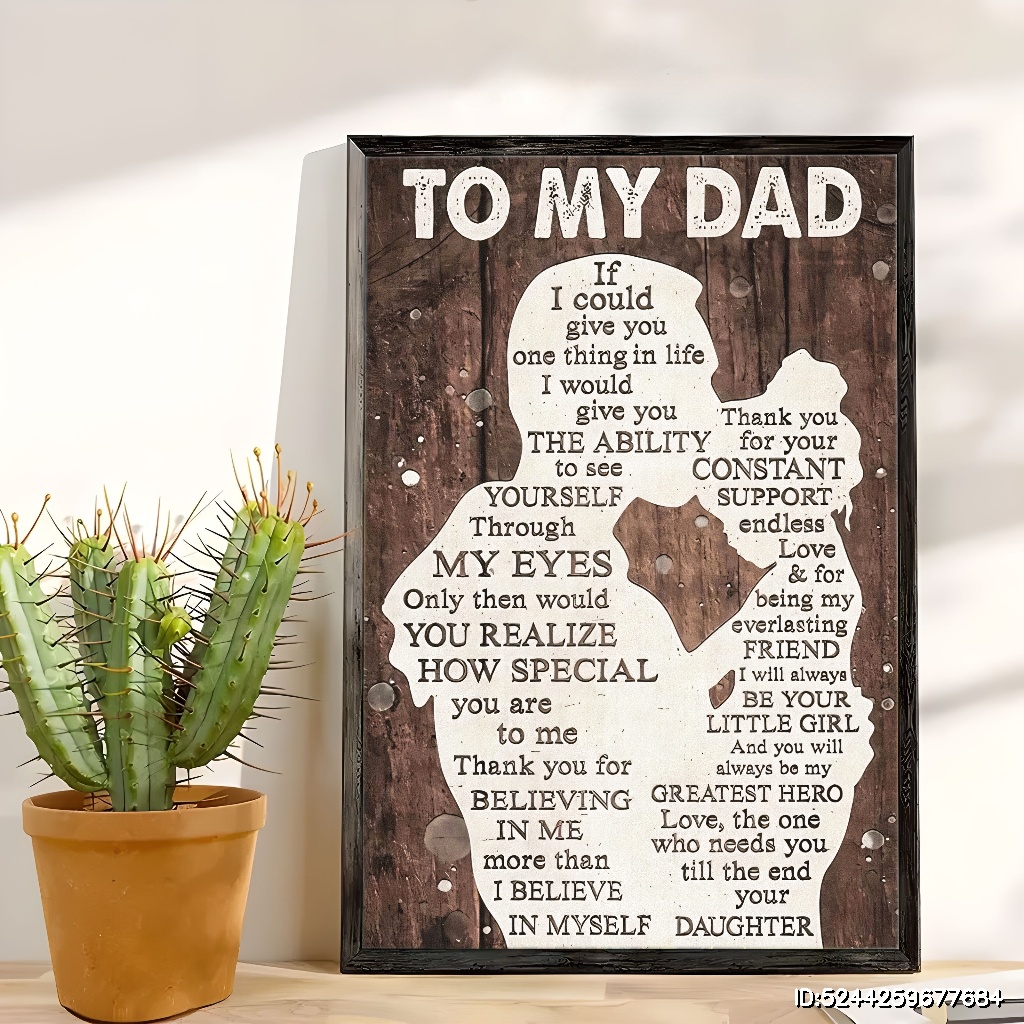 TO MY DAD
If
I could
give you
one thing in life
I would
give you
THE ABILITY
to see
YOURSELF
Through
MY EYES
Only then would
YOU REALIZE
HOW SPECIAL
you are
to me
Thank you for
BELIEVING
IN ME
more than
I BELIEVE
IN MYSELF
Thank you
for your
CONSTANT
SUPPORT
endless
Love
& for
being my
everlasting
FRIEND
I will always
BE YOUR
LITTLE GIRL
And you will
always be my
GREATEST HERO
Love, the one
who needs you
till the end
your
DAUGHTER
ID:5244259677684